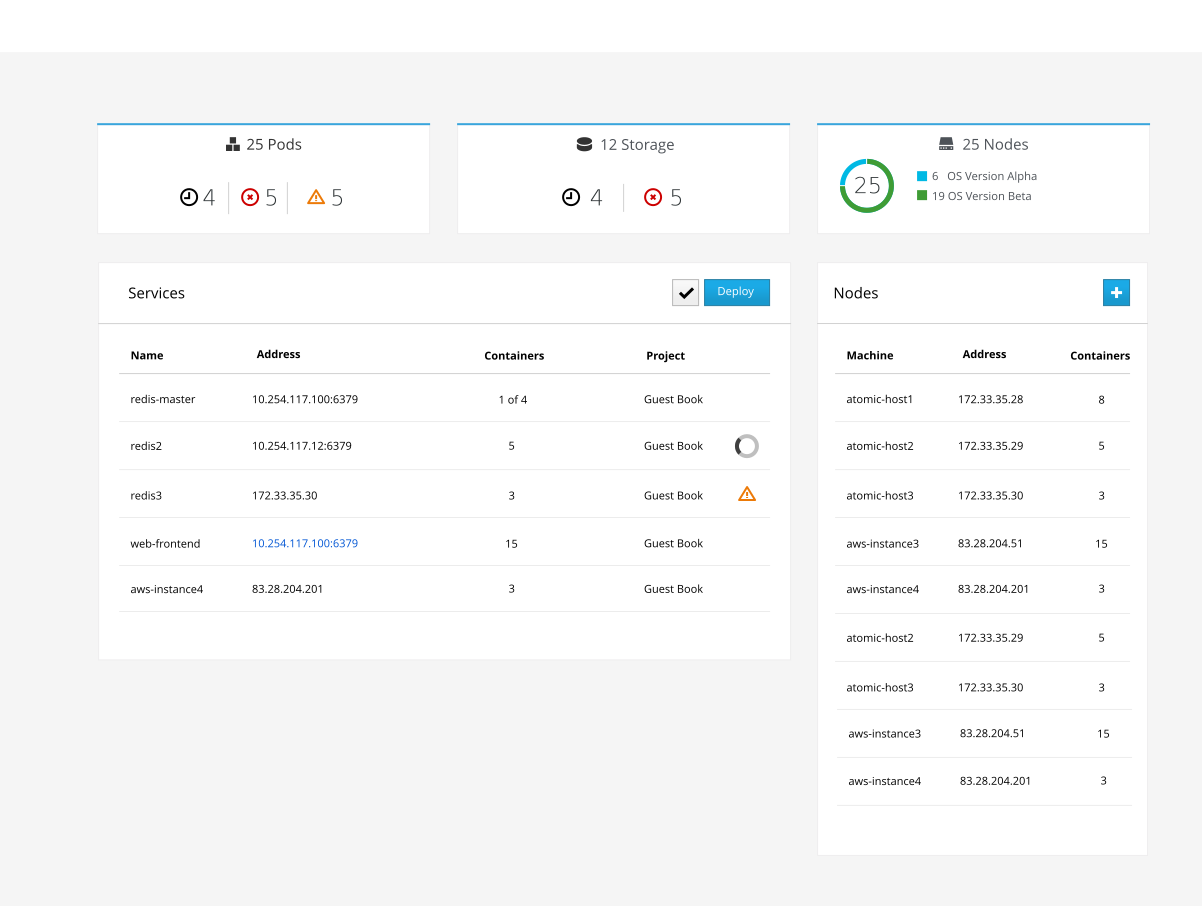 25 Pods
4 5 5
12 Storage
4 5
25 Nodes
25
6 OS Version Alpha
19 OS Version Beta
Services
Deploy
Name Address Containers Project
redis-master 10.254.117.100:6379 1 of 4 Guest Book
redis2 10.254.117.12:6379 5 Guest Book
redis3 172.33.35.30 3 Guest Book
web-frontend 10.254.117.100:6379 15 Guest Book
aws-instance4 83.28.204.201 3 Guest Book
Nodes
Machine Address Containers
atomic-host1 172.33.35.28 8
atomic-host2 172.33.35.29 5
atomic-host3 172.33.35.30 3
aws-instance3 83.28.204.51 15
aws-instance4 83.28.204.201 3
atomic-host2 172.33.35.29 5
atomic-host3 172.33.35.30 3
aws-instance3 83.28.204.51 15
aws-instance4 83.28.204.201 3